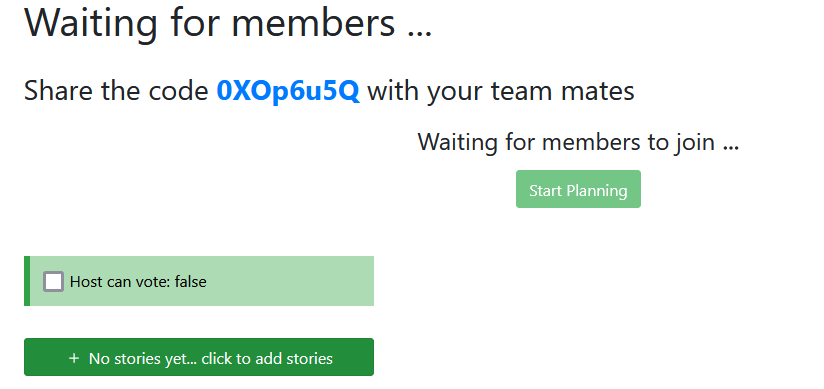 Waiting for members ...
Share the code 0XOp6u5Q with your team mates
Waiting for members to join ...
Start Planning
Host can vote: false
+ No stories yet... click to add stories